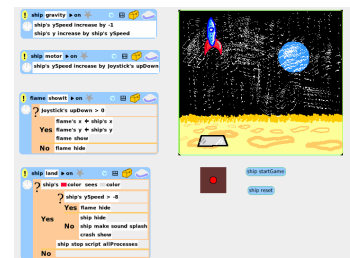 ! ship gravity on
ship's ySpeed increase by -1
ship's y increase by ship's ySpeed
! ship motor on
ship's ySpeed increase by Joystick's upDown
! flame showit on
? Joystick's upDown > 0
flame's x ← ship's x
Yes flame's y ← ship's y
flame show
No flame hide
! ship land on
? ship's color sees color
? ship's ySpeed > -8
Yes flame hide
Yes ship hide
No ship make sound splash
crash show
ship stop script allProcesses
No
ship startGame
ship reset